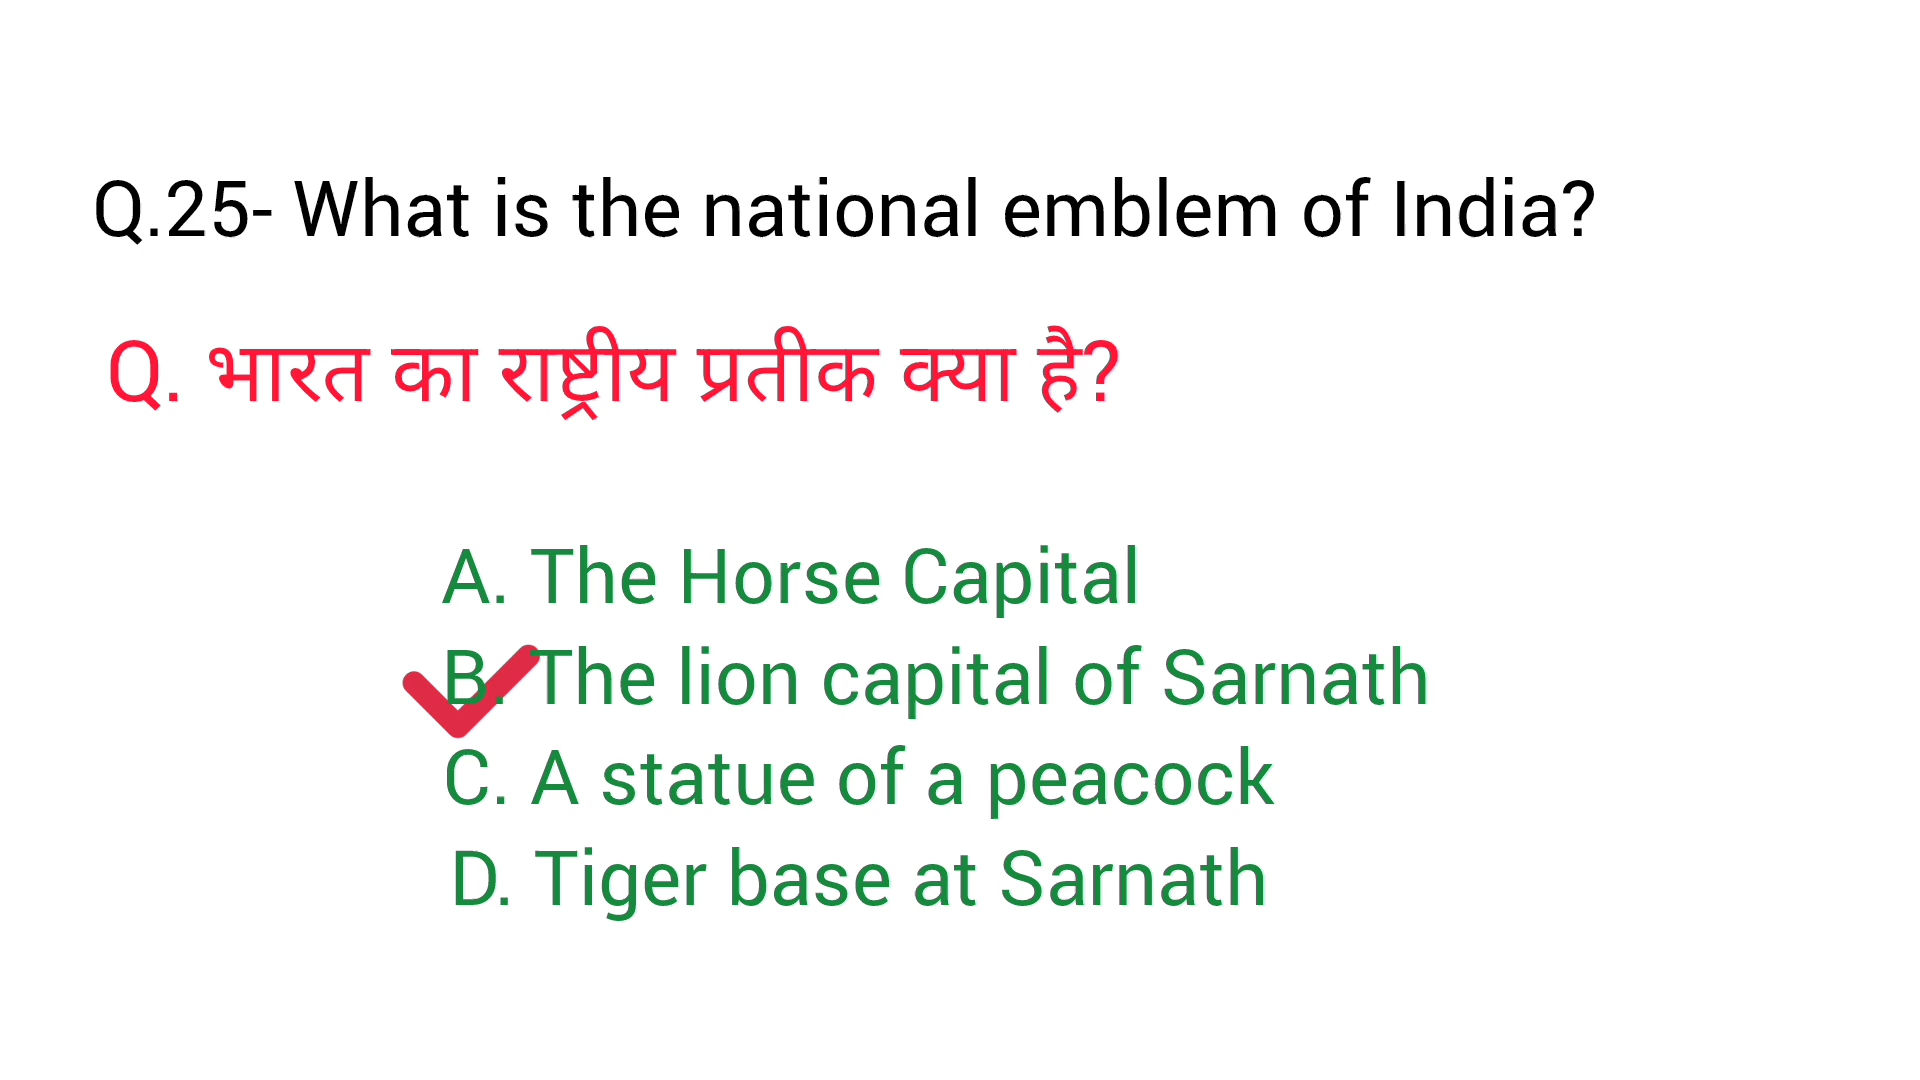 Q.25- What is the national emblem of India?
Q. भारत का राष्ट्रीय प्रतीक क्या है?
A. The Horse Capital
B. The lion capital of Sarnath
C. A statue of a peacock
D. Tiger base at Sarnath